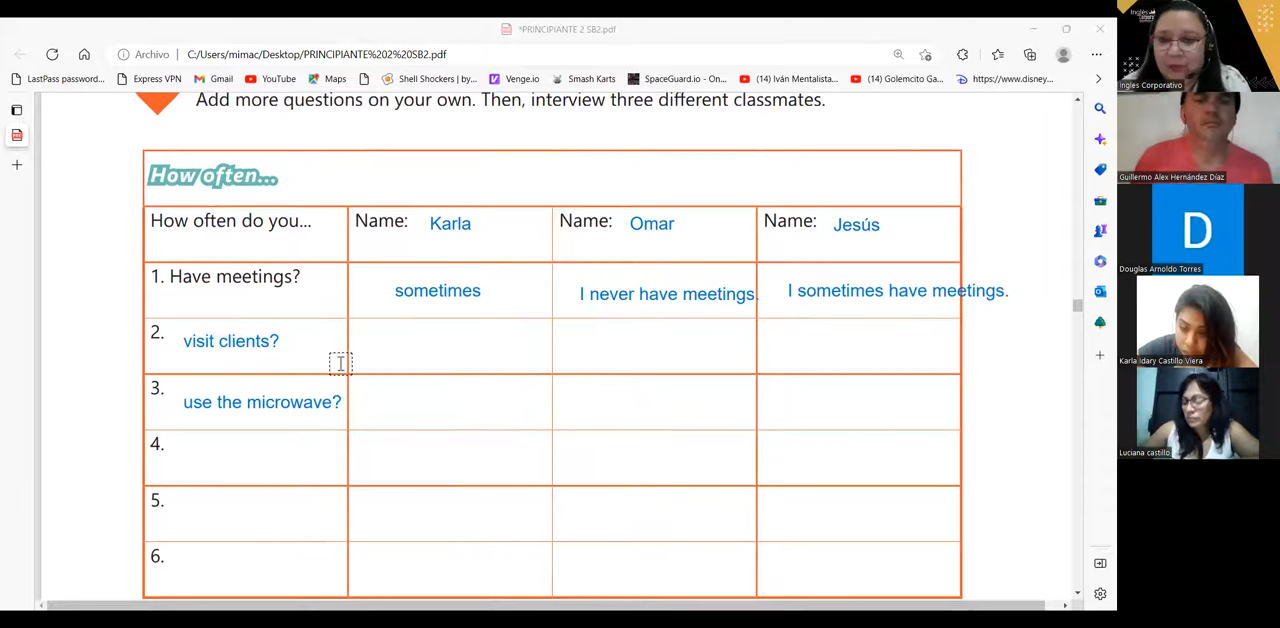 *PRINCIPIANTE 2 SB2.pdf
Archivo C:/Users/mimac/Desktop/PRINCIPIANTE%202%20SB2.pdf
LastPass password... Express VPN Gmail YouTube Maps Shell Shockers | by... Venge.io Smash Karts SpaceGuard.io - On... (14) Iván Mentalista... (14) Golemcito Ga... https://www.disney...
Add more questions on your own. Then, interview three different classmates.
How often...
How often do you... Name: Karla Name: Omar Name: Jesús
1. Have meetings? sometimes I never have meetings. I sometimes have meetings.
2. visit clients?
3. use the microwave?
4.
5.
6.
Inglés
Ingles Corporativo
Guillermo Alex Hernández Díaz
D
Douglas Arnoldo Torres
Karla Idary Castillo Viera
Luciana castillo